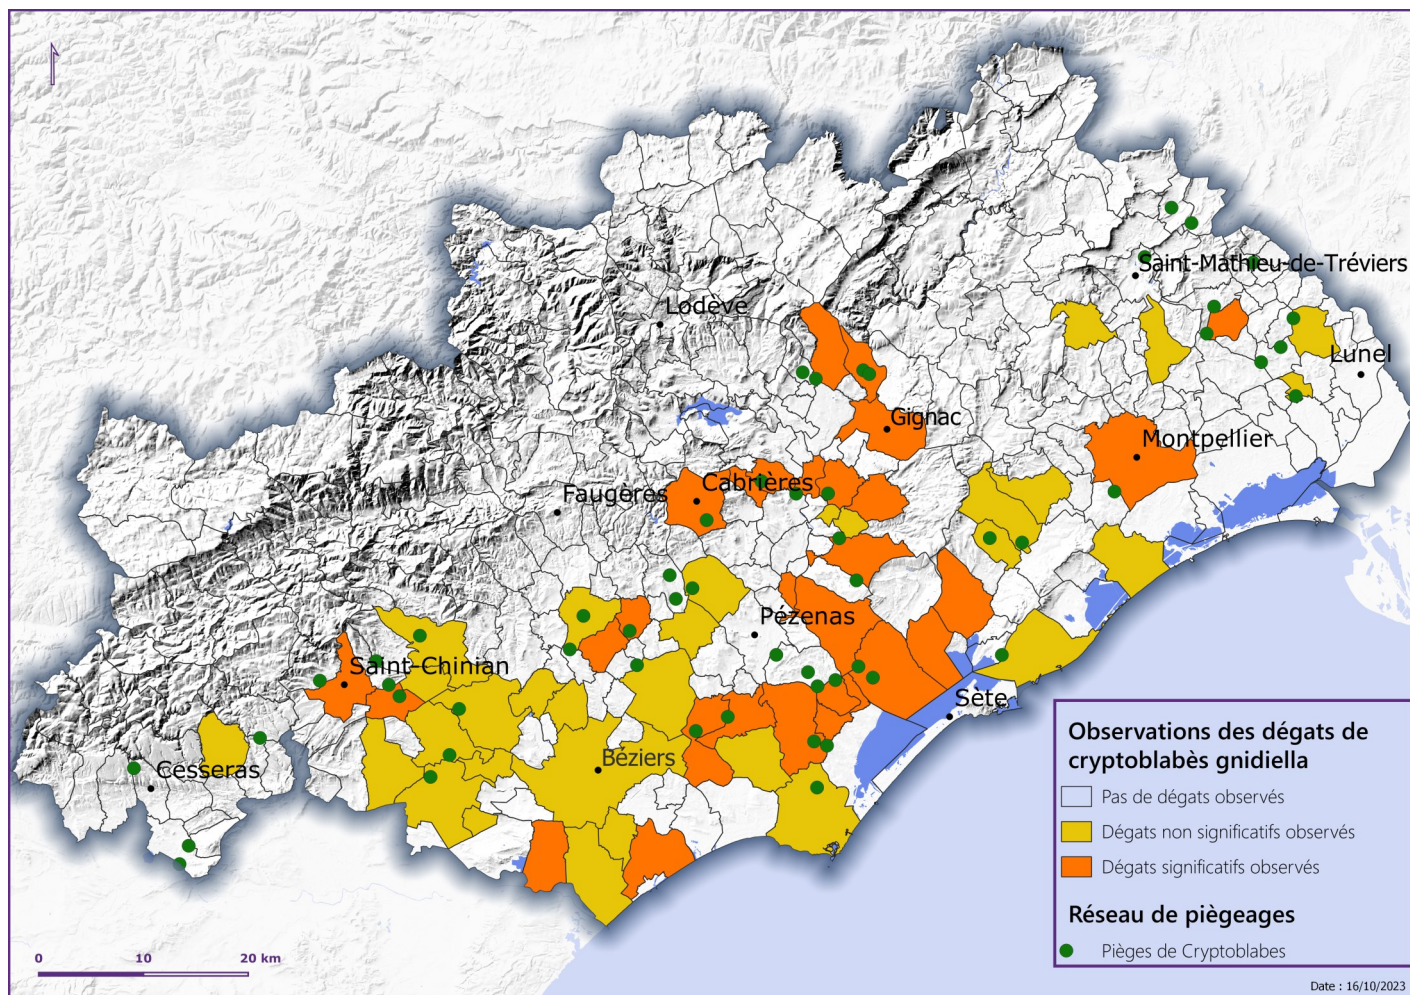 Saint-Mathieu-de-Tréviers
Lodève
Lunel
Gignac
Montpellier
Cabrières
Faugères
Pézenas
Saint-Chinian
Sète
Béziers
Cesseras
Observations des dégats de
cryptoblabès gnidiella
Pas de dégats observés
Dégats non significatifs observés
Dégats significatifs observés
Réseau de piègeages
Pièges de Cryptoblabes
0 10 20 km
Date : 16/10/2023